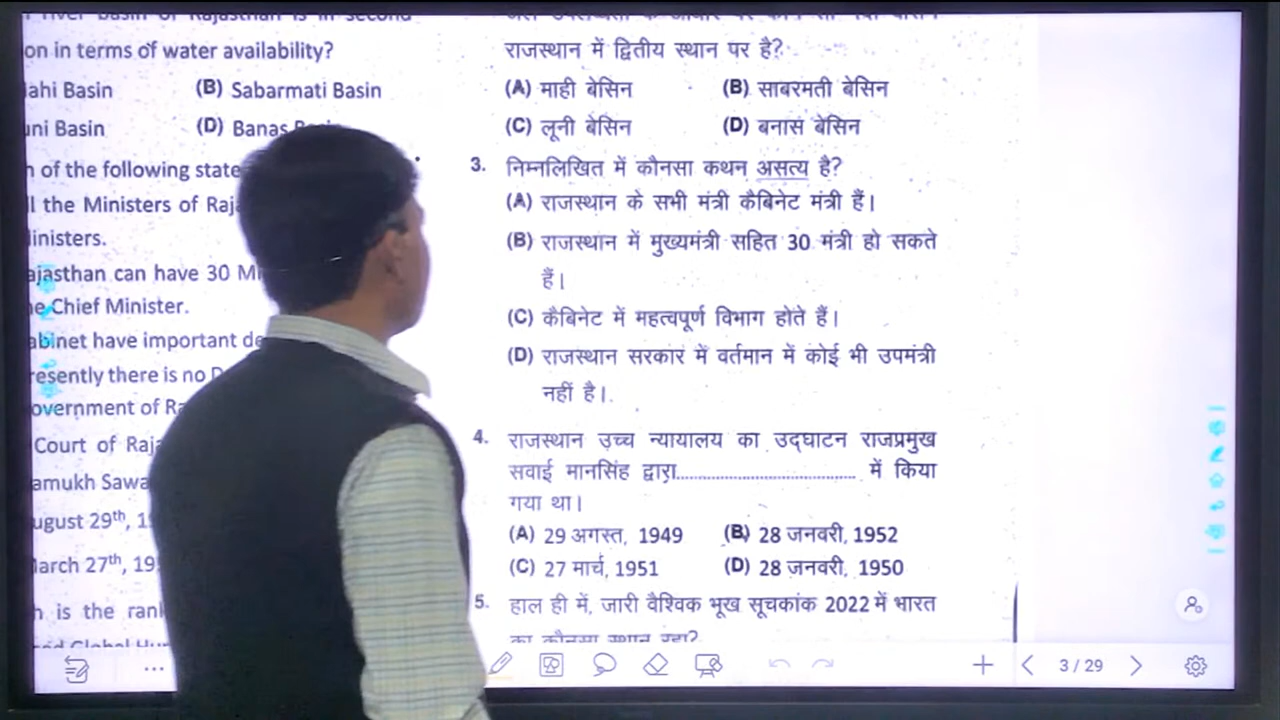 on in terms of water availability?
ahi Basin (B) Sabarmati Basin
uni Basin (D) Banas
of the following state
the Ministers of Raj
inisters.
ajasthan can have 30
e Chief Minister.
abinet have important de
resently there is no
overnment of Ra
Court of Raj
amukh Sawa
ugust 29th, 1
arch 27th, 19
is the ran
राजस्थान में द्वितीय स्थान पर है?
(A) माही बेसिन (B) साबरमती बेसिन
(C) लूनी बेसिन (D) बनास बेसिन
3. निम्नलिखित में कौनसा कथन असत्य है?
(A) राजस्थान के सभी मंत्री कैबिनेट मंत्री हैं।
(B) राजस्थान में मुख्यमंत्री सहित 30 मंत्री हो सकते
हैं।
(C) कैबिनेट में महत्वपूर्ण विभाग होते हैं।
(D) राजस्थान सरकार में वर्तमान में कोई भी उपमंत्री
नहीं है।
4. राजस्थान उच्च न्यायालय का उद्घाटन राजप्रमुख
सवाई मानसिंह द्वारा........................................ में किया
गया था।
(A) 29 अगस्त, 1949 (B) 28 जनवरी, 1952
(C) 27 मार्च, 1951 (D) 28 जनवरी, 1950
5. हाल ही में, जारी वैश्विक भूख सूचकांक 2022 में भारत
का कौनसा स्थान रहा?
3 / 29